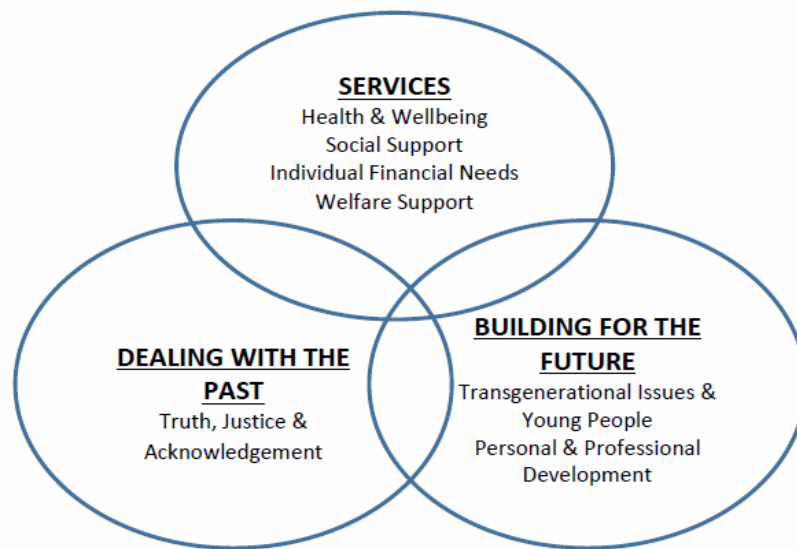 SERVICES
Health & Wellbeing
Social Support
Individual Financial Needs
Welfare Support
DEALING WITH THE
PAST
Truth, Justice &
Acknowledgement
BUILDING FOR THE
FUTURE
Transgenerational Issues &
Young People
Personal & Professional
Development